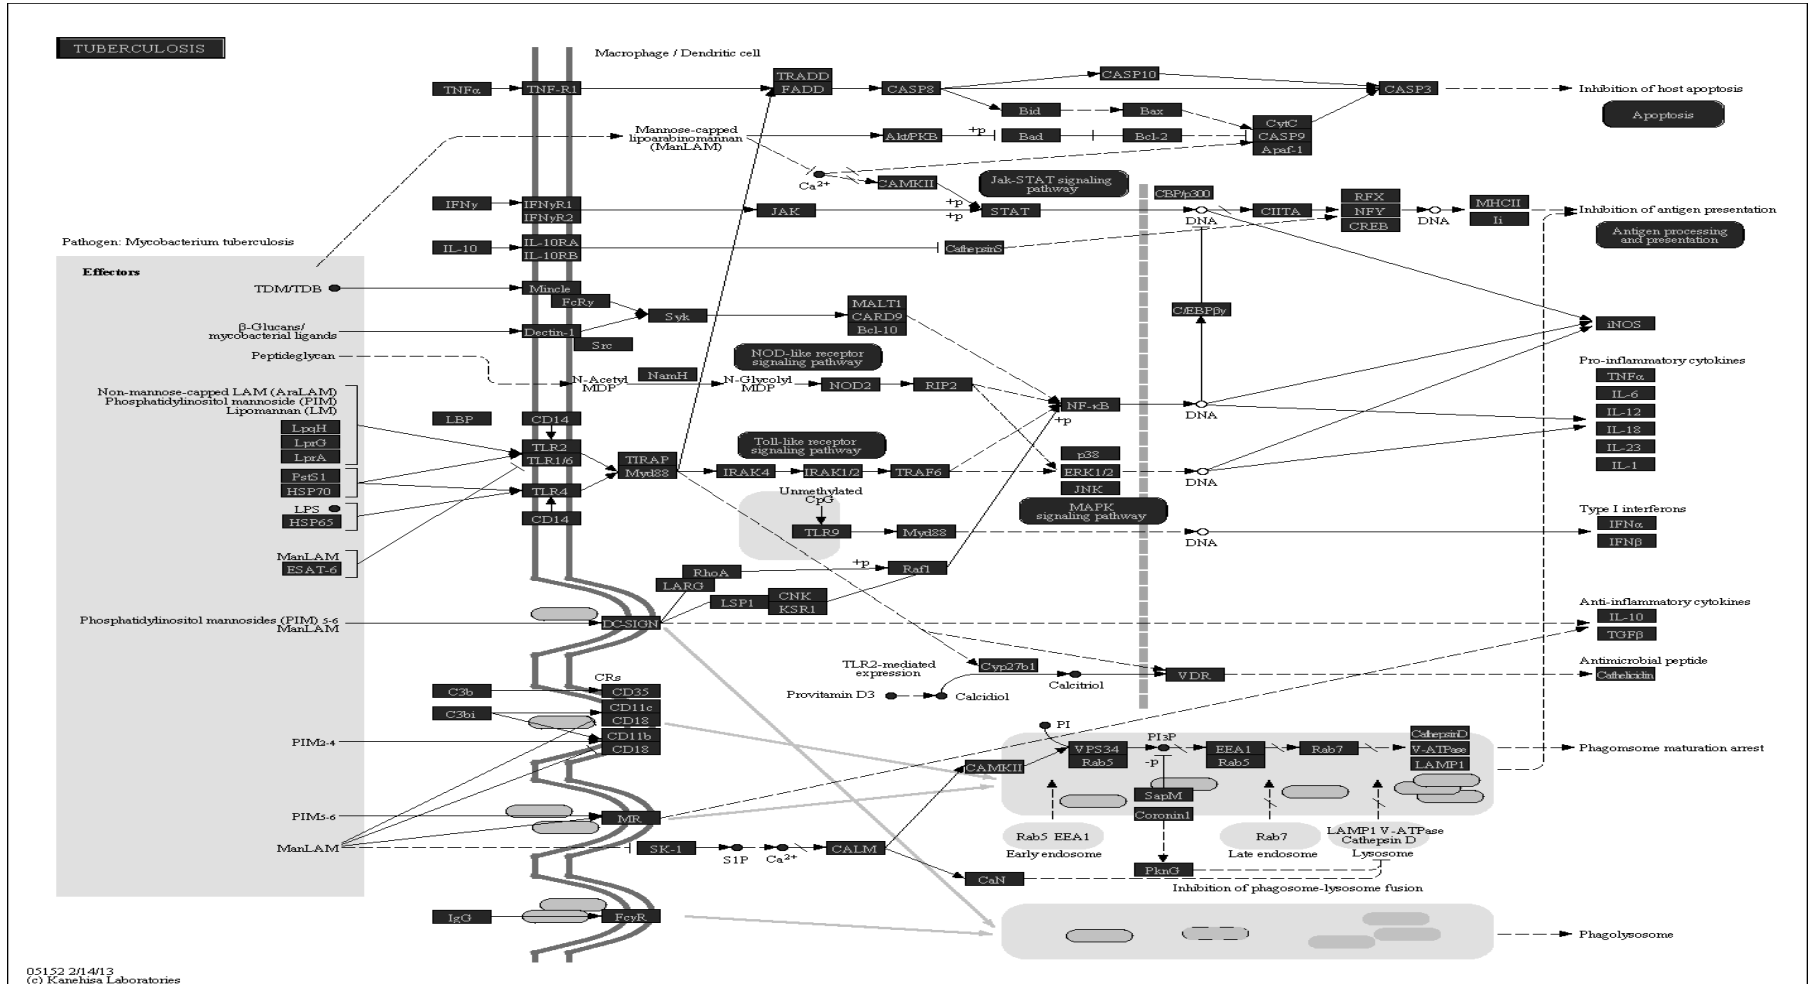 TUBERCULOSIS
Macrophage / Dendritic cell
TNFα
TNF-R1
TRADD
FADD
CASP8
CASP10
CASP3
Inhibition of host apoptosis
Bid
Bax
Apoptosis
Mannose-capped
lipoarabinomannan
(ManLAM)
Akt/PKB
+p
Bad
Bcl-2
CytC
CASP9
Apaf-1
Ca2+
CAMKII
Jak-STAT signaling
pathway
CBP/p300
IFNγ
IFNγR1
IFNγR2
JAK
+p
+p
STAT
DNA
CIITA
RFX
NFY
CREB
DNA
MHCII
Ii
Inhibition of antigen presentation
Antigen processing
and presentation
IL-10
IL-10RA
IL-10RB
CathepsinS
Pathogen: Mycobacterium tuberculosis
Effectors
TDM/TDB
Mincle
FcRγ
β-Glucans/
mycobacterial ligands
Dectin-1
Src
Syk
MALT1
CARD9
Bcl-10
C/EBPβγ
iNOS
Peptideglycan
N-Acetyl
MDP
NamH
N-Glycolyl
MDP
NOD-like receptor
signaling pathway
NOD2
RIP2
NF-κB
+p
DNA
Pro-inflammatory cytokines
TNFα
IL-6
IL-12
IL-18
IL-23
IL-1
Non-mannose-capped LAM (AraLAM)
Phosphatidylinositol mannoside (PIM)
Lipomannan (LM)
LpqH
LprG
LprA
PstS1
HSP70
LPS
HSP65
ManLAM
ESAT-6
LBP
CD14
TLR2
TLR1/6
TLR4
CD14
TIRAP
Myd88
Toll-like receptor
signaling pathway
IRAK4
IRAK1/2
TRAF6
p38
ERK1/2
JNK
DNA
MAPK
signaling pathway
Unmethylated
CpG
TLR9
Myd88
DNA
Type I interferons
IFNα
IFNβ
RhoA
LARG
+p
Raf1
LSP1
CNK
KSR1
Phosphatidylinositol mannosides (PIM) 5-6
ManLAM
DC-SIGN
Anti-inflammatory cytokines
IL-10
TGFβ
TLR2-mediated
expression
Cyp27b1
Provitamin D3
Calcidiol
Calcitriol
VDR
Antimicrobial peptide
Cathelicidin
CRs
C3b
CD35
C3bi
CD11c
CD18
CD11b
CD18
PIM2-4
PI
VPS34
Rab5
PI3P
-p
EEA1
Rab5
Rab7
CathepsinD
V-ATPase
LAMP1
Phagomsome maturation arrest
CAMKII
SapM
Coronin1
PIM5-6
MR
Rab5 EEA1
Early endosome
Rab7
Late endosome
LAMP1 V-ATPase
Cathepsin D
Lysosome
ManLAM
SK-1
S1P
Ca2+
CALM
CaN
PknG
Inhibition of phagosome-lysosome fusion
IgG
FcγR
Phagolysosome
05152 2/14/13
(c) Kanehisa Laboratories